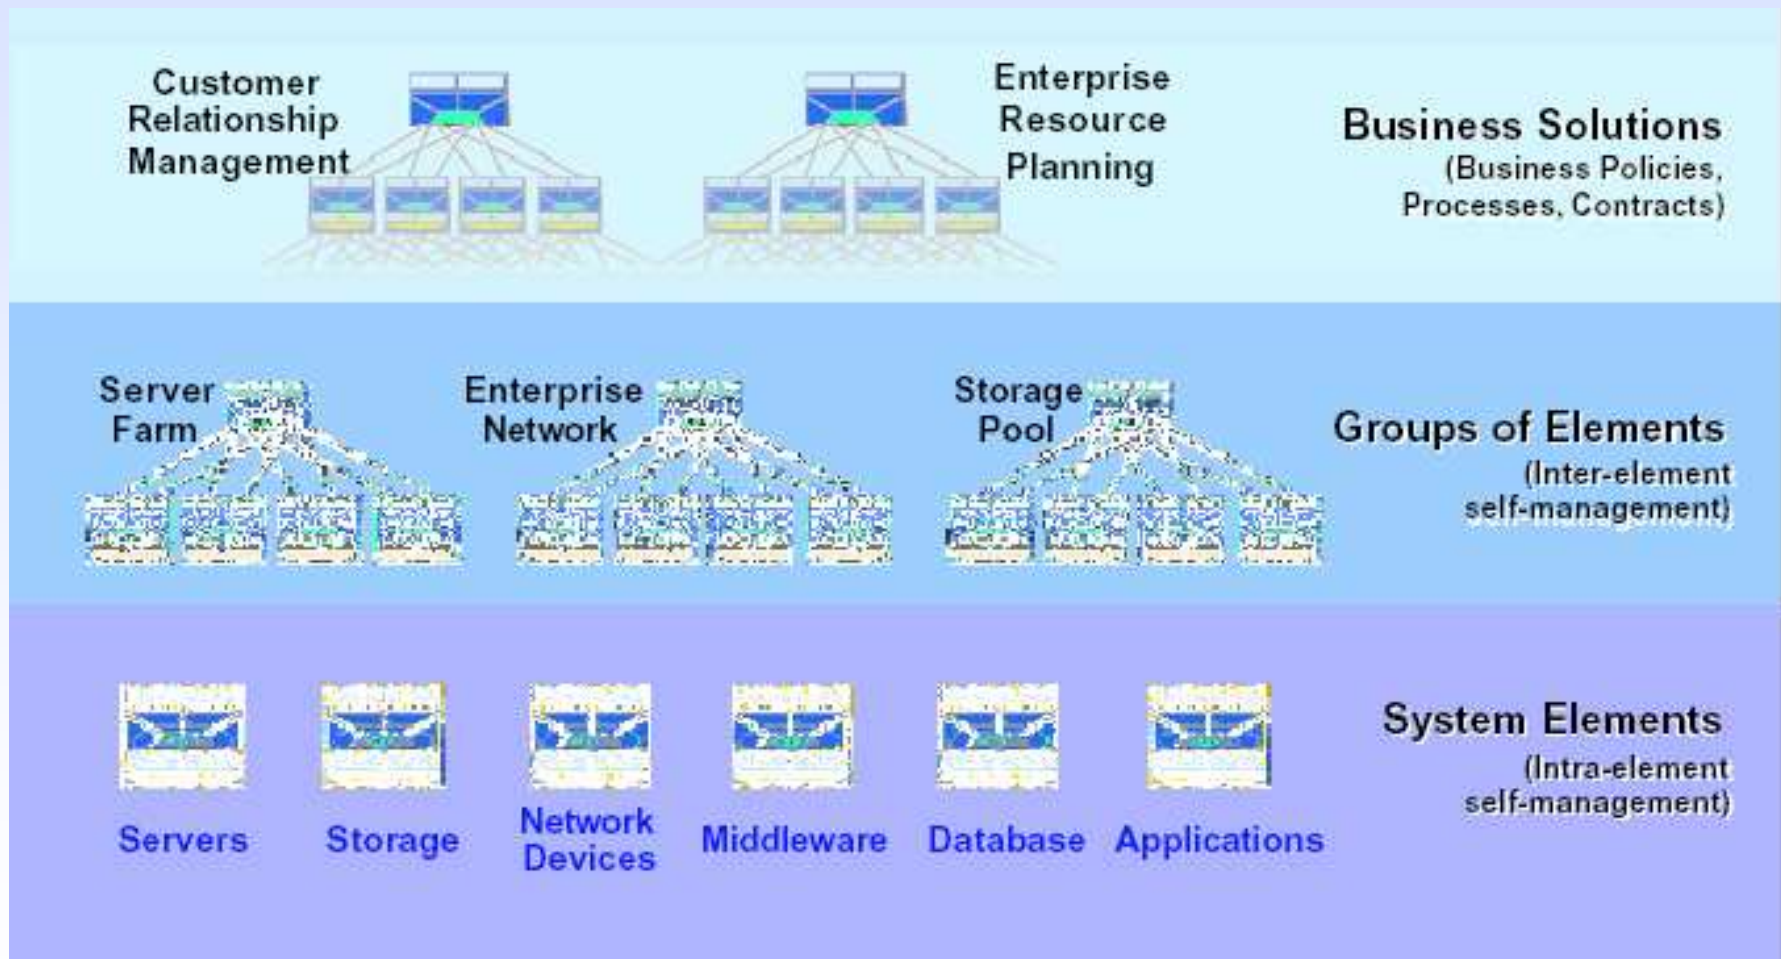 Customer
Relationship
Management
Enterprise
Resource
Planning
Business Solutions
(Business Policies,
Processes, Contracts)
Server
Farm
Enterprise
Network
Storage
Pool
Groups of Elements
(Inter-element
self-management)
System Elements
(Intra-element
self-management)
Servers
Storage
Network
Devices
Middleware
Database
Applications